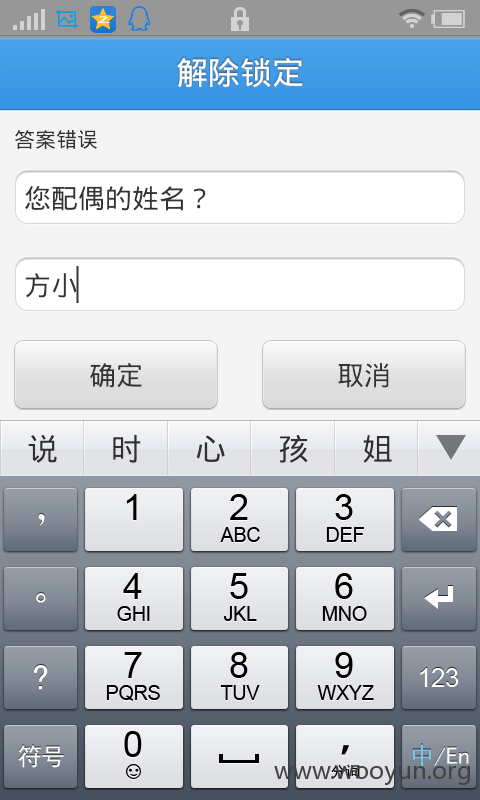 解除锁定
答案错误
您配偶的姓名？
方小
确定 取消
说 时 心 孩 姐
， 1 2 ABC 3 DEF
。 4 GHI 5 JKL 6 MNO
? 7 PQRS 8 TUV 9 WXYZ 123
符号 0 , 分词 中/En
www.wooyun.org